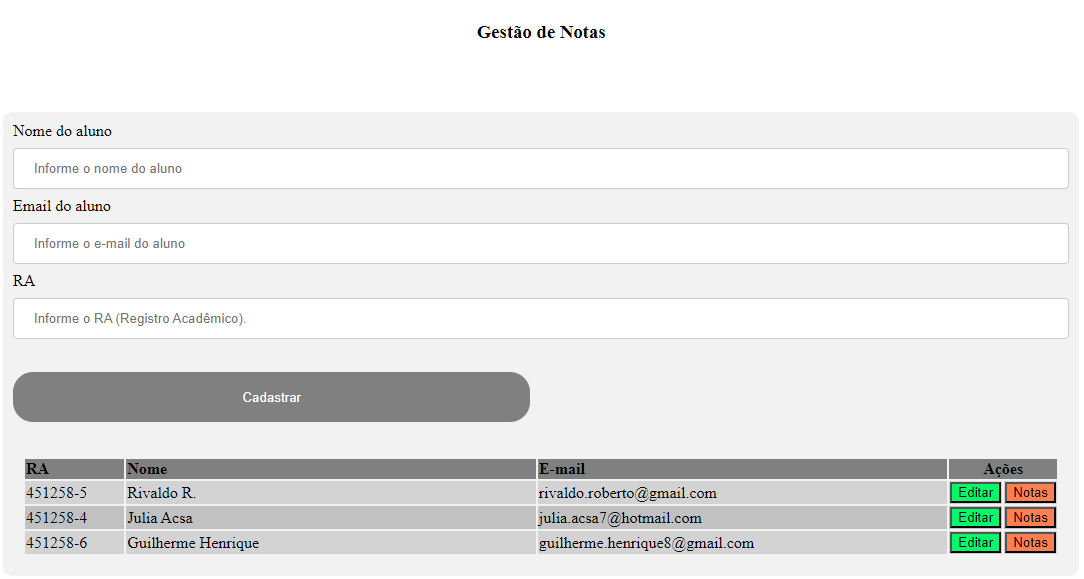 Gestão de Notas
Nome do aluno
Informe o nome do aluno
Email do aluno
Informe o e-mail do aluno
RA
Informe o RA (Registro Acadêmico).
Cadastrar
RA Nome E-mail Ações
451258-5 Rivaldo R. rivaldo.roberto@gmail.com Editar Notas
451258-4 Julia Acsa julia.acsa7@hotmail.com Editar Notas
451258-6 Guilherme Henrique guilherme.henrique8@gmail.com Editar Notas